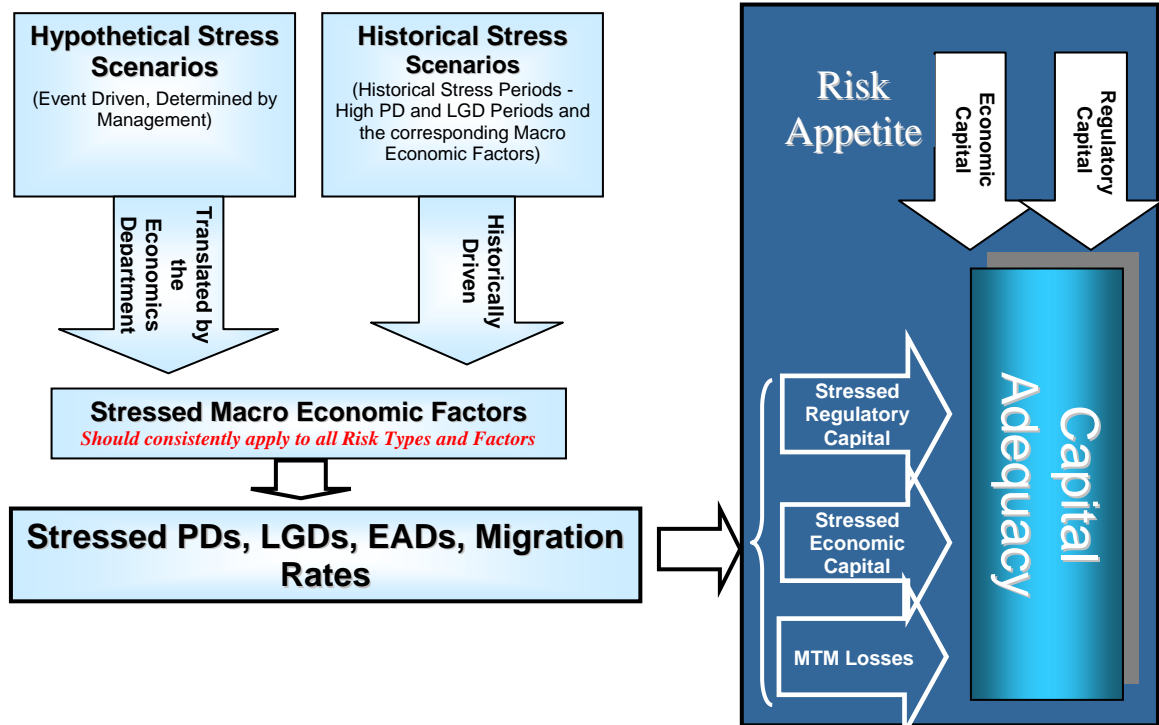 Hypothetical Stress
Scenarios
(Event Driven, Determined by
Management)
Historical Stress
Scenarios
(Historical Stress Periods -
High PD and LGD Periods and
the corresponding Macro
Economic Factors)
Translated by
the
Economics
Department
Historically
Driven
Stressed Macro Economic Factors
Should consistently apply to all Risk Types and Factors
Stressed PDs, LGDs, EADs, Migration
Rates
Risk
Appetite
Economic
Capital
Regulatory
Capital
Stressed
Regulatory
Capital
Stressed
Economic
Capital
MTM Losses
Capital
Adequacy